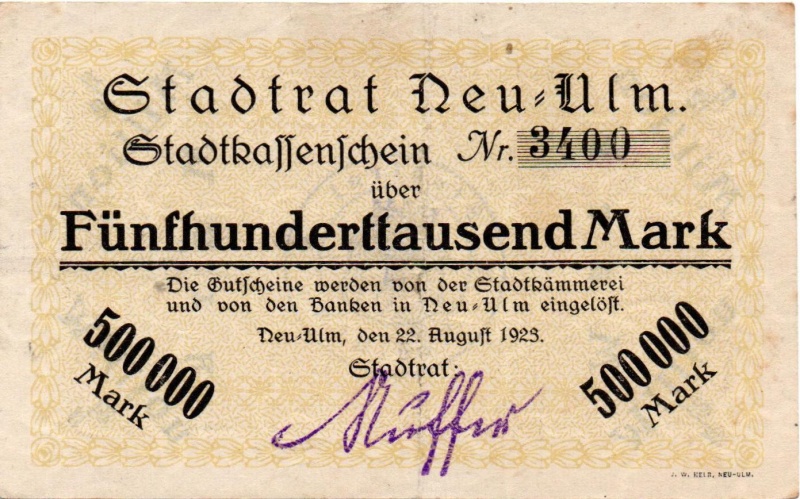 Stadtrat Neu-Ulm.
Stadtkassenschein Nr. 3400
über
Fünfhunderttausend Mark
Die Gutscheine werden von der Stadtkämmerei
und von den Banken in Neu-Ulm eingelöst.
Neu-Ulm, den 22. August 1923.
Stadtrat:
500000
Mark
500000
Mark
J. W. HELB, NEU-ULM.